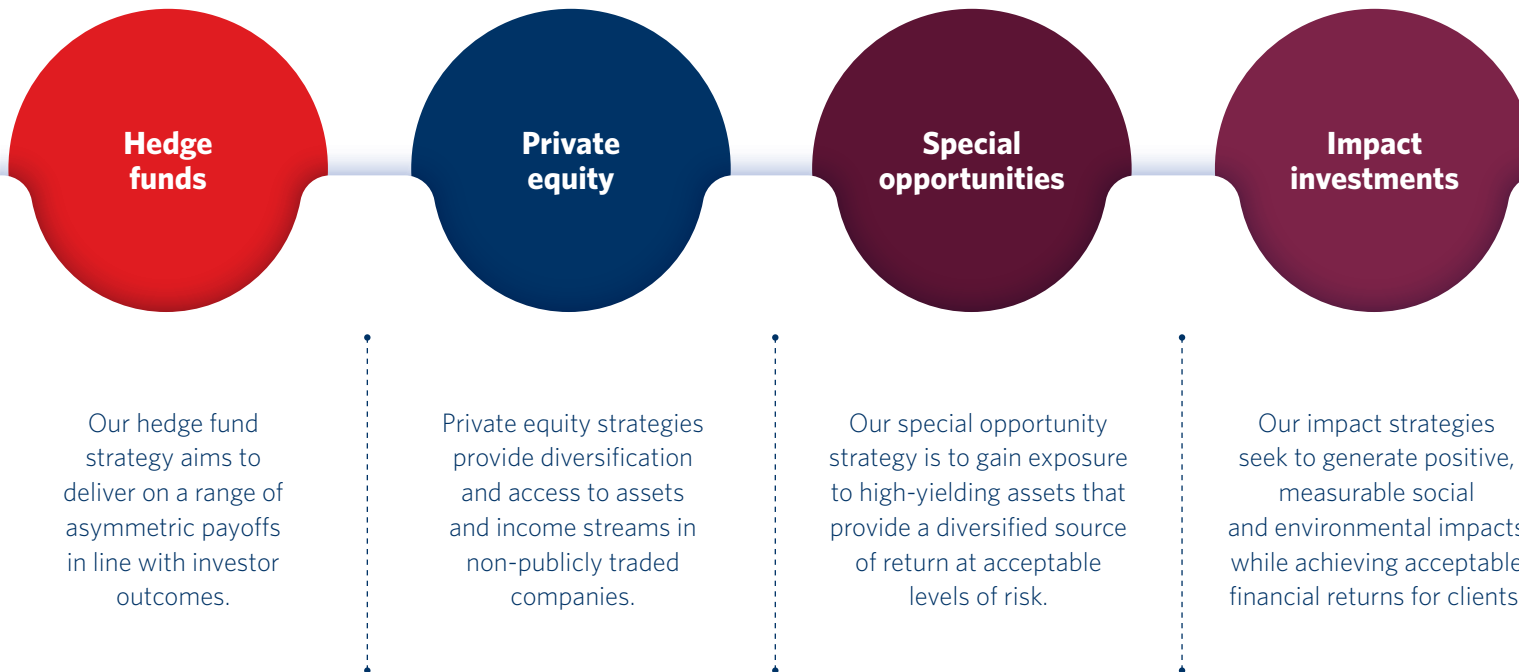 Hedge
funds
Private
equity
Special
opportunities
Impact
investments
Our hedge fund
strategy aims to
deliver on a range of
asymmetric payoffs
in line with investor
outcomes.
Private equity strategies
provide diversification
and access to assets
and income streams in
non-publicly traded
companies.
Our special opportunity
strategy is to gain exposure
to high-yielding assets that
provide a diversified source
of return at acceptable
levels of risk.
Our impact strategies
seek to generate positive,
measurable social
and environmental impacts
while achieving acceptable
financial returns for clients